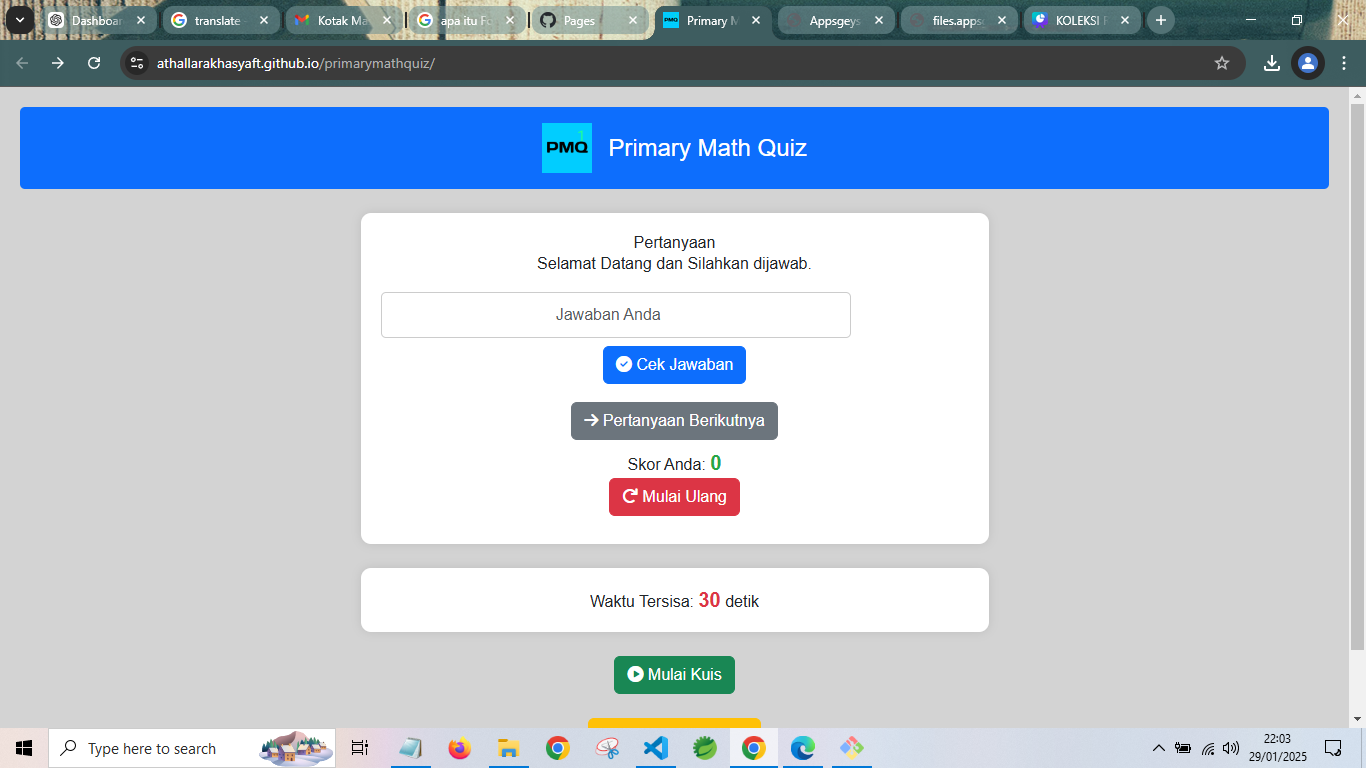 Dashboar
translate
Kotak Ma
apa itu Fu
Pages
Primary M
Appsgeys
files.apps
KOLEKSI
athallarakhasyaft.github.io/primarymathquiz/
PMQ 1
Primary Math Quiz
Pertanyaan
Selamat Datang dan Silahkan dijawab.
Jawaban Anda
Cek Jawaban
Pertanyaan Berikutnya
Skor Anda: 0
Mulai Ulang
Waktu Tersisa: 30 detik
Mulai Kuis
Type here to search
22:03
29/01/2025